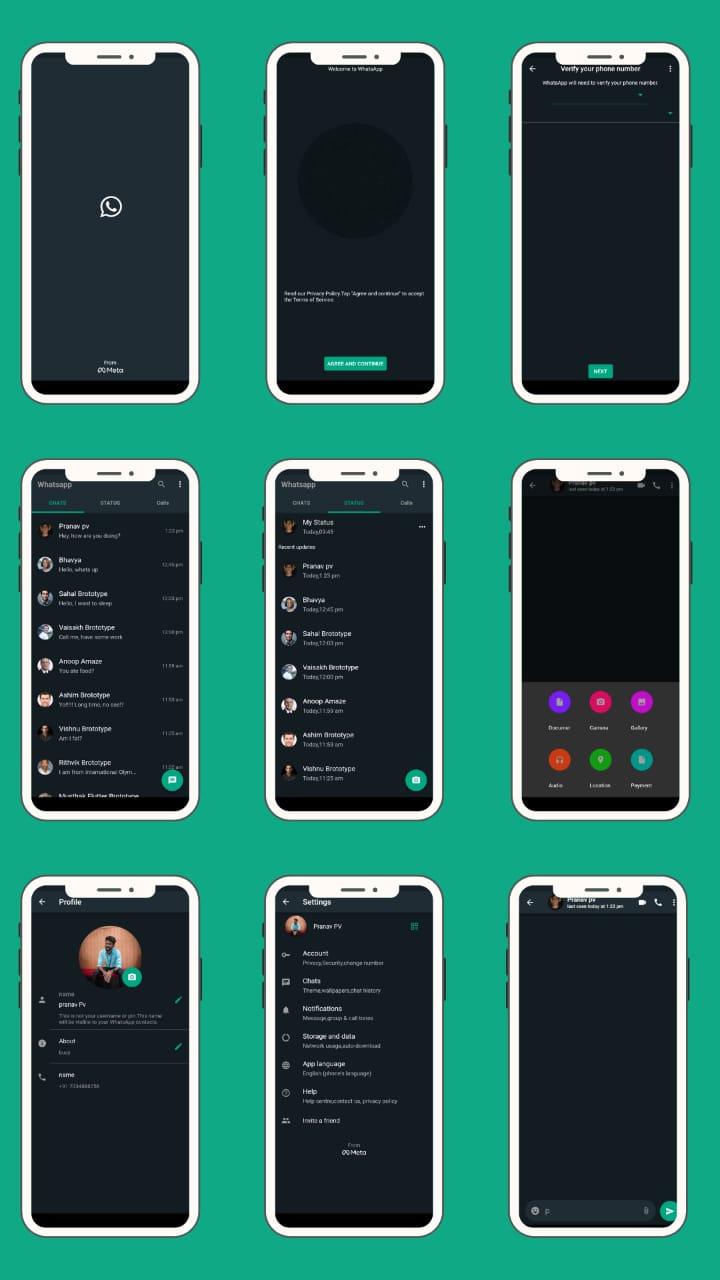 From
Meta
Welcome to WhatsApp
Read our Privacy Policy.Tap "Agree and continue" to accept
the Terms of Service.
AGREE AND CONTINUE
Verify your phone number
WhatsApp will need to verify your phone number.
NEXT
Whatsapp
CHATS STATUS Calls
Pranav pv
Hey, how are you doing?
1:23 pm
Bhavya
Hello, whats up
12:45 pm
Sahal Brototype
Hello, I want to sleep
12:03 pm
Vaisakh Brototype
Call me, have some work
12:00 pm
Anoop Amaze
You ate food?
11:59 am
Ashim Brototype
Yo!!!! Long time, no see!!
11:53 am
Vishnu Brototype
Am I fat?
11:25 am
Rithvik Brototype
I am from International Olym...
Musthak Flutter Brototype
Whatsapp
CHATS STATUS Calls
My Status
Today,03:45
Recent updates
Pranav pv
Today,1:23 pm
Bhavya
Today,12:45 pm
Sahal Brototype
Today,12:03 pm
Vaisakh Brototype
Today,12:00 pm
Anoop Amaze
Today,11:59 am
Ashim Brototype
Today,11:53 am
Vishnu Brototype
Today,11:25 am
Pranav pv
last seen today at 1:23 pm
Documen Camera Gallery
Audio Location Payment
Profile
name
pranav Pv
This is not your username or pin.This name
will be visible to your WhatsApp contacts.
About
busy
name
Settings
Pranav PV
Account
Privacy,Security,change number
Chats
Theme,wallpapers,chat history
Notifications
Message,group & call tones
Storage and data
Network usage,auto-download
App language
English (phone's language)
Help
Help centre,contact us, privacy policy
Invite a friend
From
Meta
Pranav pv
last seen today at 1:23 pm
p